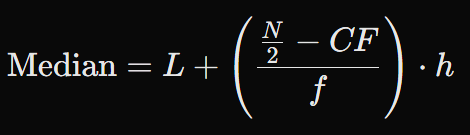 Median = L + ( (N/2 − CF) / f ) · h